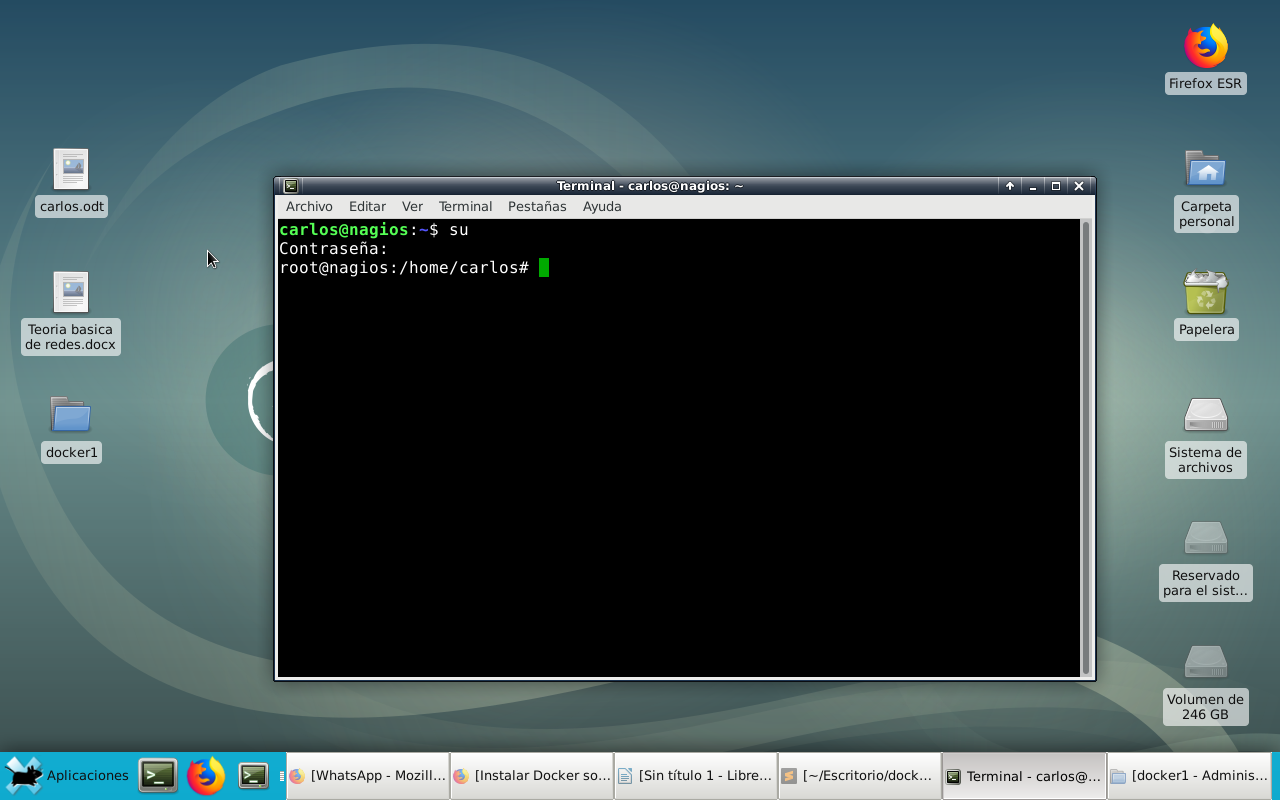 Firefox ESR
carlos.odt
Carpeta
personal
Teoria basica
de redes.docx
Papelera
docker1
Sistema de
archivos
Reservado
para el sist...
Volumen de
246 GB
Terminal - carlos@nagios: ~
Archivo Editar Ver Terminal Pestañas Ayuda
carlos@nagios:~$ su
Contraseña:
root@nagios:/home/carlos#
Aplicaciones [WhatsApp - Mozill... [Instalar Docker so... [Sin título 1 - Libre... [~/Escritorio/dock... Terminal - carlos@... [docker1 - Adminis...